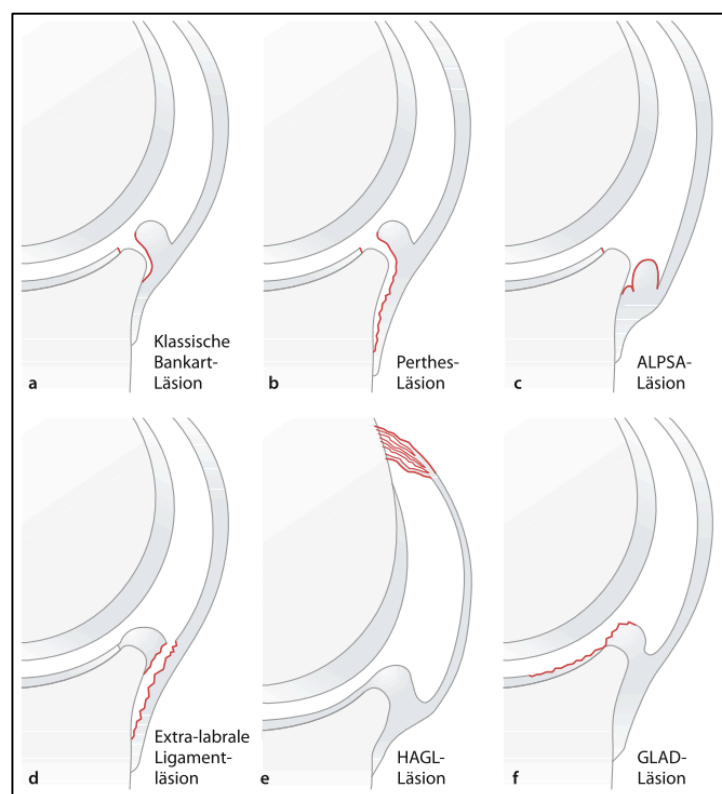 Klassische
Bankart-
Läsion
a
Perthes-
Läsion
b
ALPSA-
Läsion
c
Extra-labrale
Ligament-
läsion
d
HAGL-
Läsion
e
GLAD-
Läsion
f